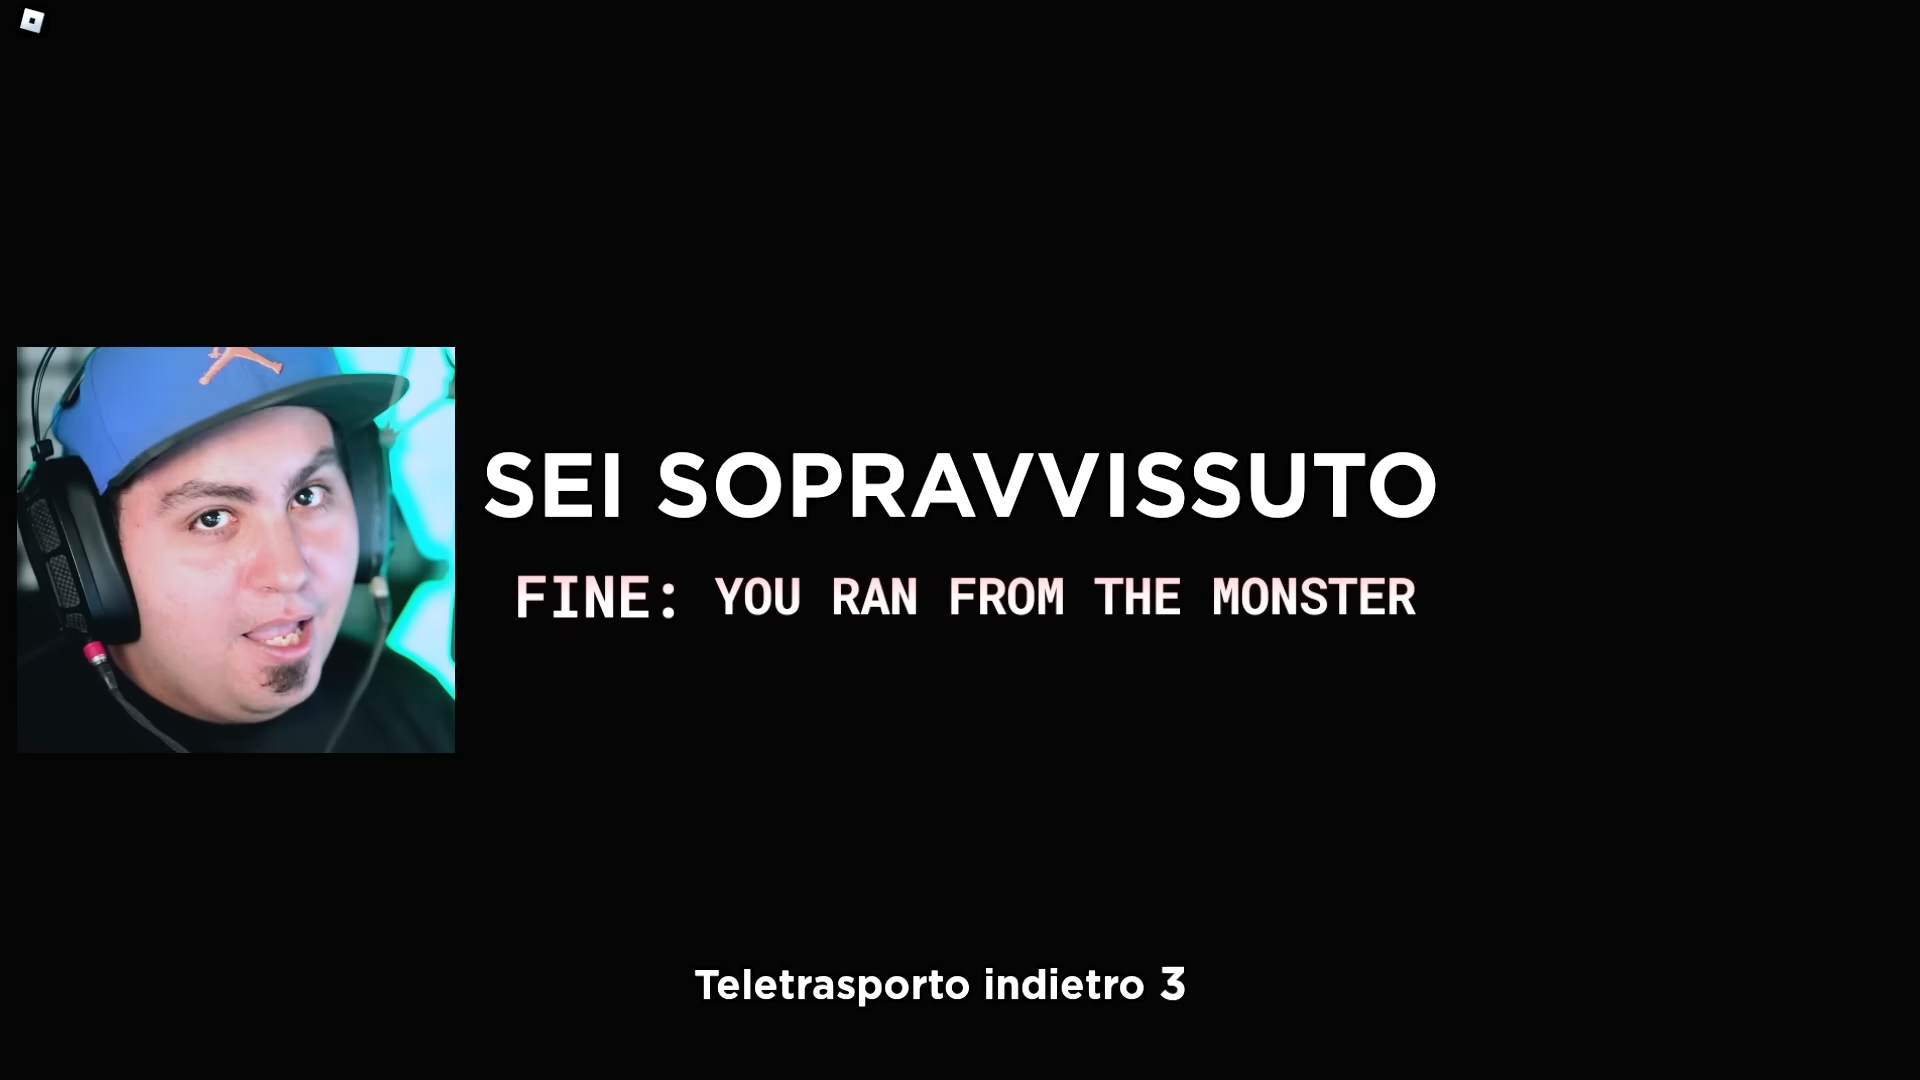 SEI SOPRAVVISSUTO
FINE: YOU RAN FROM THE MONSTER
Teletrasporto indietro 3